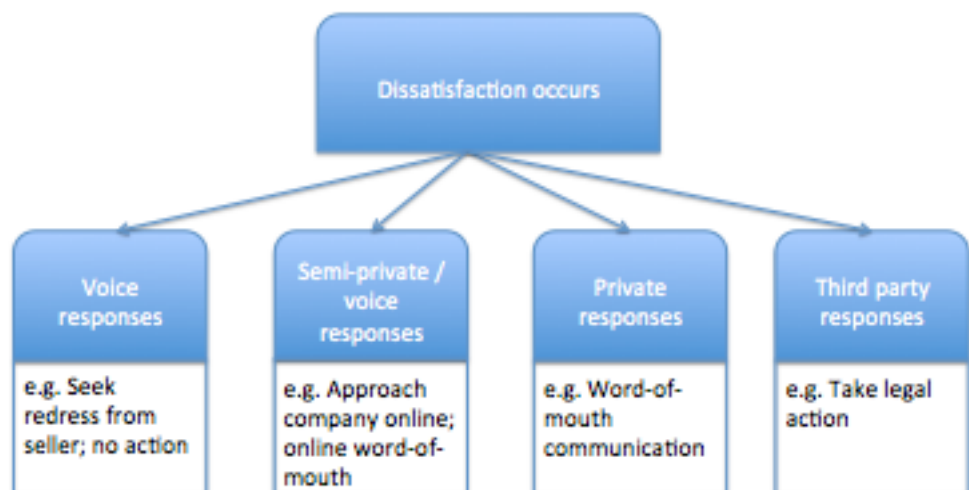 Dissatisfaction occurs
Voice
responses
e.g. Seek
redress from
seller; no action
Semi-private /
voice
responses
e.g. Approach
company online;
online word-of-
mouth
Private
responses
e.g. Word-of-
mouth
communication
Third party
responses
e.g. Take legal
action